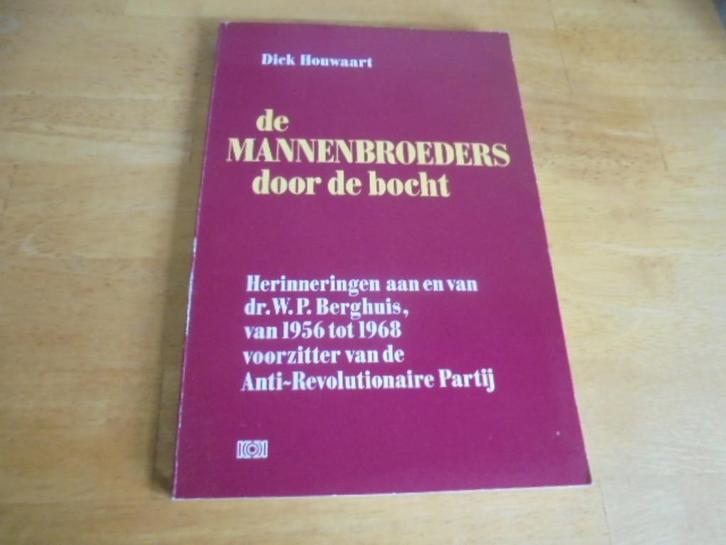 Dick Houwaart
de
MANNENBROEDERS
door de bocht
Herinneringen aan en van
dr. W. P. Berghuis,
van 1956 tot 1968
voorzitter van de
Anti-Revolutionaire Partij
KOK